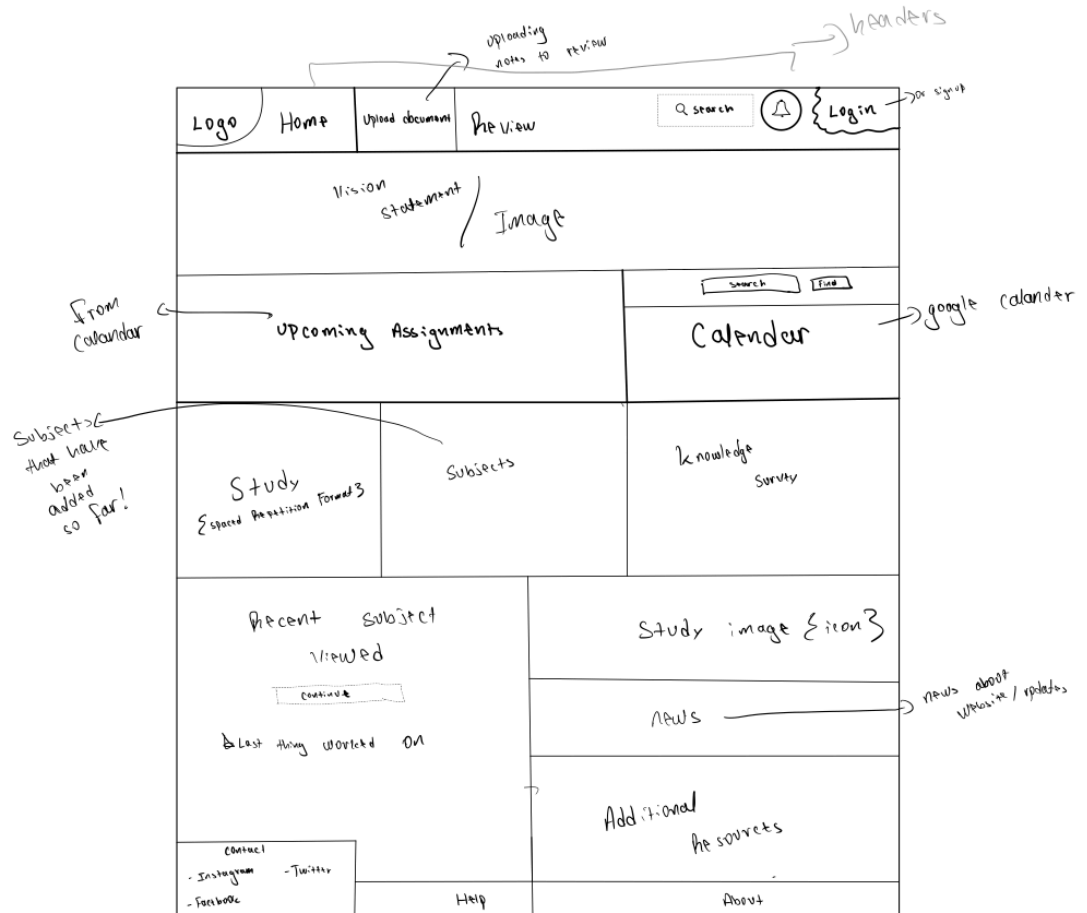 headers
uploading
notes to review
Logo
Home
Upload document
Review
search
Login
or signup
Vision
statement
Image
From
Calandar
Upcoming Assignments
search
Find
Calendar
google calander
Subjects
that have
been
added
so far!
Study
{spaced Repetition Format}
Subjects
Knowledge
Survey
Recent subject
Viewed
continue
Last thing worked on
Study image {icon}
news
news about
website/updates
Additional
Resources
Contact
- Instagram - Twitter
- Facebook
Help
About